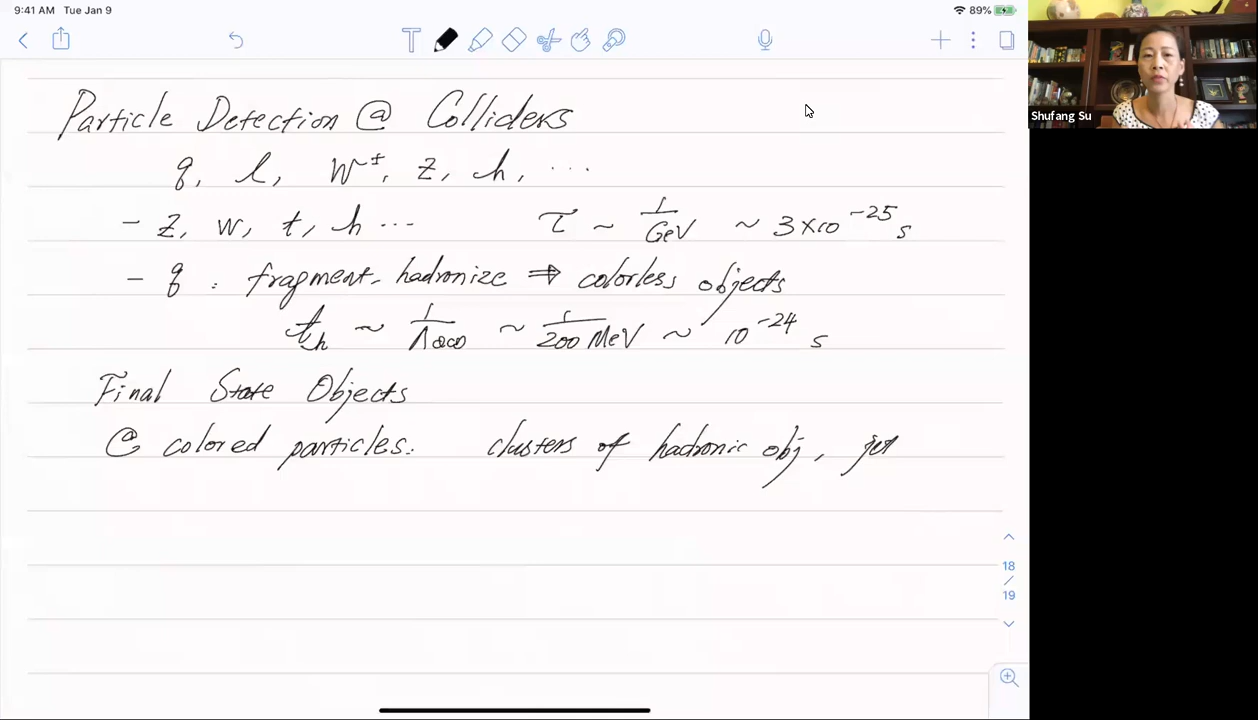 9:41 AM Tue Jan 9
89%
Particle Detection @ Colliders
q, l, W±, Z, h, ...
- Z, W, t, h ... τ ~ 1/GeV ~ 3×10^-25 s
- q : fragment, hadronize ⇒ colorless objects
t_h ~ 1/Λ_QCD ~ 1/200 MeV ~ 10^-24 s
Final State Objects
@ colored particles. clusters of hadronic obj, jet
18
/
19
Shufang Su